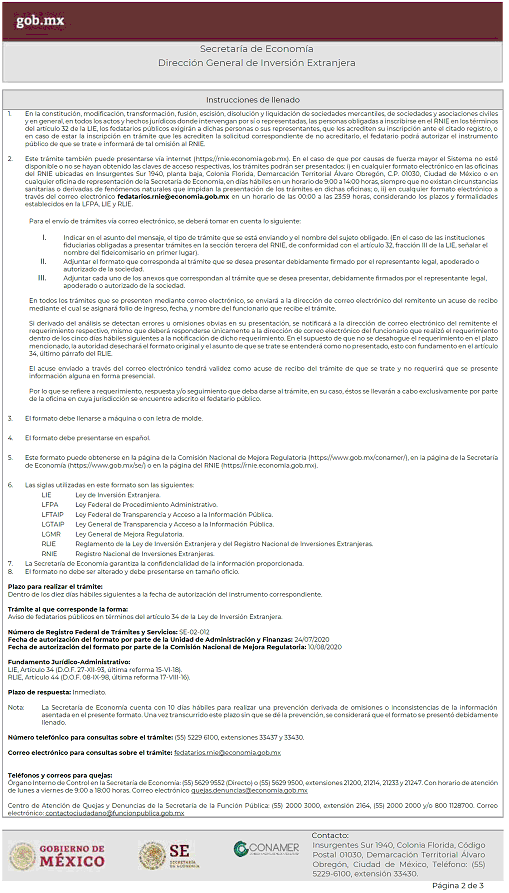 gob.mx
Secretaría de Economía
Dirección General de Inversión Extranjera
Instrucciones de llenado
1. En la constitución, modificación, transformación, fusión, escisión, disolución y liquidación de sociedades mercantiles, de sociedades y asociaciones civiles
y en general, en todos los actos y hechos jurídicos donde intervengan por sí o representadas, las personas obligadas a inscribirse en el RNIE en los términos
del artículo 32 de la LIE, los fedatarios públicos exigirán a dichas personas o sus representantes, que les acrediten su inscripción ante el citado registro, o
en caso de estar la inscripción en trámite que les acrediten la solicitud correspondiente de no acreditarlo, el fedatario podrá autorizar el instrumento
público de que se trate e informará de tal omisión al RNIE.
2. Este trámite también puede presentarse vía internet (https://rnie.economia.gob.mx). En el caso de que por causas de fuerza mayor el Sistema no esté
disponible o no se hayan obtenido las claves de acceso respectivas, los trámites podrán ser presentados: i) en cualquier formato electrónico en las oficinas
del RNIE ubicadas en Insurgentes Sur 1940, planta baja, Colonia Florida, Demarcación Territorial Álvaro Obregón, C.P. 01030, Ciudad de México o en
cualquier oficina de representación de la Secretaría de Economía, en días hábiles en un horario de 9:00 a 14:00 horas, siempre que no existan circunstancias
sanitarias o derivadas de fenómenos naturales que impidan la presentación de los trámites en dichas oficinas; o, ii) en cualquier formato electrónico a
través del correo electrónico fedatarios.rnie@economia.gob.mx en un horario de las 00:00 a las 23:59 horas, considerando los plazos y formalidades
establecidos en la LFPA, LIE y RLIE.
Para el envío de trámites vía correo electrónico, se deberá tomar en cuenta lo siguiente:
I. Indicar en el asunto del mensaje, el tipo de trámite que se está enviando y el nombre del sujeto obligado. (En el caso de las instituciones
fiduciarias obligadas a presentar trámites en la sección tercera del RNIE, de conformidad con el artículo 32, fracción III de la LIE, señalar el
nombre del fideicomisario en primer lugar).
II. Adjuntar el formato que corresponda al trámite que se desea presentar debidamente firmado por el representante legal, apoderado o
autorizado de la sociedad.
III. Adjuntar cada uno de los anexos que correspondan al trámite que se desea presentar, debidamente firmados por el representante legal,
apoderado o autorizado de la sociedad.
En todos los trámites que se presenten mediante correo electrónico, se enviará a la dirección de correo electrónico del remitente un acuse de recibo
mediante el cual se asignará folio de ingreso, fecha, y nombre del funcionario que recibe el trámite.
Si derivado del análisis se detectan errores u omisiones obvias en su presentación, se notificará a la dirección de correo electrónico del remitente el
requerimiento respectivo, mismo que deberá responderse únicamente a la dirección de correo electrónico del funcionario que realizó el requerimiento
dentro de los cinco días hábiles siguientes a la notificación de dicho requerimiento. En el supuesto de que no se desahogue el requerimiento en el plazo
mencionado, la autoridad desechará el formato original y el asunto de que se trate se entenderá como no presentado, esto con fundamento en el artículo
34, último párrafo del RLIE.
El acuse enviado a través del correo electrónico tendrá validez como acuse de recibo del trámite de que se trate y no requerirá que se presente
información alguna en forma presencial.
Por lo que se refiere a requerimiento, respuesta y/o seguimiento que deba darse al trámite, en su caso, éstos se llevarán a cabo exclusivamente por parte
de la oficina en cuya jurisdicción se encuentre adscrito el fedatario público.
3. El formato debe llenarse a máquina o con letra de molde.
4. El formato debe presentarse en español.
5. Este formato puede obtenerse en la página de la Comisión Nacional de Mejora Regulatoria (https://www.gob.mx/conamer/), en la página de la Secretaría
de Economía (https://www.gob.mx/se/) o en la página del RNIE (https://rnie.economia.gob.mx).
6. Las siglas utilizadas en este formato son las siguientes:
LIE Ley de Inversión Extranjera.
LFPA Ley Federal de Procedimiento Administrativo.
LFTAIP Ley Federal de Transparencia y Acceso a la Información Pública.
LGTAIP Ley General de Transparencia y Acceso a la Información Pública.
LGMR Ley General de Mejora Regulatoria.
RLIE Reglamento de la Ley de Inversión Extranjera y del Registro Nacional de Inversiones Extranjeras.
RNIE Registro Nacional de Inversiones Extranjeras.
7. La Secretaría de Economía garantiza la confidencialidad de la información proporcionada.
8. El formato no debe ser alterado y debe presentarse en tamaño oficio.
Plazo para realizar el trámite:
Dentro de los diez días hábiles siguientes a la fecha de autorización del instrumento correspondiente.
Trámite al que corresponde la forma:
Aviso de fedatarios públicos en términos del artículo 34 de la Ley de Inversión Extranjera.
Número de Registro Federal de Trámites y Servicios: SE-02-012
Fecha de autorización del formato por parte de la Unidad de Administración y Finanzas: 24/07/2020
Fecha de autorización del formato por parte de la Comisión Nacional de Mejora Regulatoria: 10/08/2020
Fundamento Jurídico-Administrativo:
LIE, Artículo 34 (D.O.F. 27-XII-93, última reforma 15-VI-18).
RLIE, Artículo 44 (D.O.F. 08-IX-98, última reforma 17-VIII-16).
Plazo de respuesta: Inmediato.
Nota: La Secretaría de Economía cuenta con 10 días hábiles para realizar una prevención derivada de omisiones o inconsistencias de la información
asentada en el presente formato. Una vez transcurrido este plazo sin que se dé la prevención, se considerará que el formato se presentó debidamente
llenado.
Número telefónico para consultas sobre el trámite: (55) 5229 6100, extensiones 33437 y 33430.
Correo electrónico para consultas sobre el trámite: fedatarios.rnie@economia.gob.mx
Teléfonos y correos para quejas:
Órgano Interno de Control en la Secretaría de Economía: (55) 5629 9552 (Directo) o (55) 5629 9500, extensiones 21200, 21214, 21233 y 21247. Con horario de atención
de lunes a viernes de 9:00 a 18:00 horas. Correo electrónico quejas.denuncias@economia.gob.mx
Centro de Atención de Quejas y Denuncias de la Secretaría de la Función Pública: (55) 2000 3000, extensión 2164, (55) 2000 2000 y/o 800 1128700. Correo
electrónico: contactociudadano@funcionpublica.gob.mx
GOBIERNO DE
MÉXICO
SE
SECRETARÍA
DE ECONOMÍA
CONAMER
Contacto:
Insurgentes Sur 1940, Colonia Florida, Código
Postal 01030, Demarcación Territorial Álvaro
Obregón, Ciudad de México, Teléfono: (55)
5229-6100, extensión 33430.
Página 2 de 3